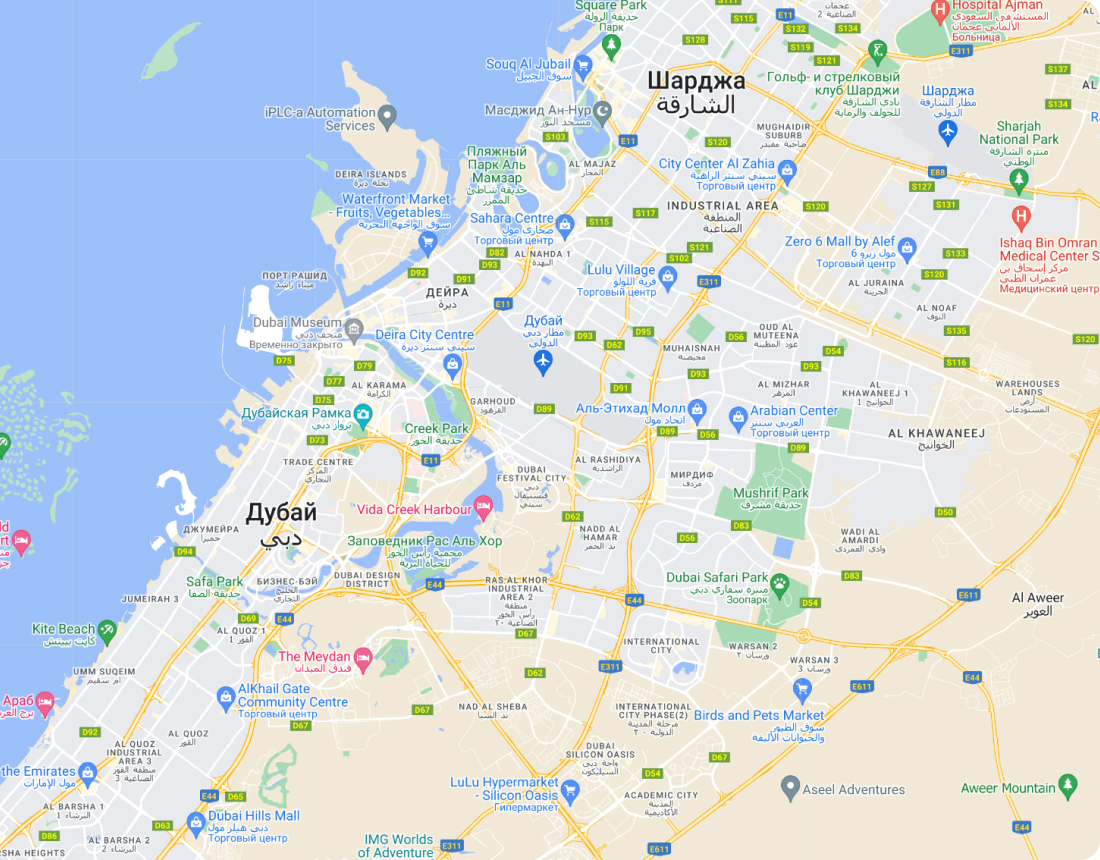 Square Park
حديقة الرولة
Парк
S115
E11
عجمان
الصناعية 2
Hospital Ajman
المستشفى السعودي
الألماني عجمان
Больница
S132
S134
S128
S119
S121
E311
Souq Al Jubail
سوق الجبيل
Шарджа
الشارقة
Гольф- и стрелковый
клуб Шарджи
نادي الشارقة
للجولف والرماية
S137
S134
Шарджа
مطار الشارقة
الدولي
iPLC-a Automation
Services
Масджид Ан-Нур
مسجد النور
S103
E11
S120
MUGHAIDIR
SUBURB
ضاحية مغيدر
Sharjah
National Park
منتزه الشارقة
الوطني
Пляжный
Парк Аль
Мамзар
حديقة شاطئ
الممزر
AL MAJAZ
المجاز
City Center Al Zahia
سيتي سنتر الزاهية
Торговый центр
E88
S127
S131
DEIRA ISLANDS
نخلة ديرة
Waterfront Market
- Fruits, Vegetables...
سوق الواجهة البحرية
Sahara Centre
صحارى مول
Торговый центр
S115
S117
INDUSTRIAL AREA
المنطقة
الصناعية
S120
Ishaq Bin Omran
Medical Center S
مركز إسحاق بن
عمران الطبي
Медицинский центр
D82
D93
D92
D91
AL NAHDA 1
النهدة
S121
S102
Zero 6 Mall by Alef
مول زيرو 6
Торговый центр
S133
S120
ПОРТ РАШИД
ميناء راشد
Lulu Village
قرية اللولو
Торговый центр
E311
AL JURAINA
الجرينة
ДЕЙРА
ديرة
E11
AL NOAF
النوف
Dubai Museum
متحف دبي
Временно закрыто
Deira City Centre
سيتي سنتر ديرة
Дубай
مطار دبي
الدولي
D93
D95
D62
D56
OUD AL
MUTEENA
عود المطينة
S135
S120
D75
D79
MUHAISNAH
محيصنة
D54
S116
D77
D93
D93
AL KARAMA
الكرامة
D75
D91
AL MIZHAR
المزهر
AL
KHAWANEEJ 1
الخوانيج 1
WAREHOUSES
LANDS
أرض
المستودعات
Дубайская Рамка
برواز دبي
GARHOUD
القرهود
D89
Аль-Этихад Молл
اتحاد مول
Arabian Center
العربي سنتر
Торговый центр
D73
Creek Park
حديقة الخور
D89
D56
AL KHAWANEEJ
الخوانيج
D89
TRADE CENTRE
المركز
التجاري
E11
DUBAI
FESTIVAL CITY
دبي
فيستيفال
سيتي
AL RASHIDIYA
الراشدية
МИРДИФ
مردف
Mushrif Park
حديقة مشرف
Дубай
دبي
Vida Creek Harbour
D62
D83
D50
ДЖУМЕЙРА
جميرا
D94
Заповедник Рас Аль Хор
محمية رأس الخور
للحياة البرية
NADD AL
HAMAR
ند الحمر
D56
WADI AL
AMARDI
وادي العمردي
Safa Park
حديقة الصفا
БИЗНЕС-БЭЙ
الخليج
التجاري
DUBAI DESIGN
DISTRICT
E44
RAS AL KHOR
INDUSTRIAL
AREA 2
منطقة
رأس الخور
الصناعية ٢٠
Dubai Safari Park
منتزه سفاري دبي
Зоопарк
D83
JUMEIRAH 3
D69
E44
E44
D54
E611
Al Aweer
العوير
Kite Beach
كايت بييتش
AL QUOZ 1
القوز 1
D67
INTERNATIONAL
CITY
WARSAN 2
ورسان ٢
WARSAN 3
ورسان 3
The Meydan
فندق الميدان
E311
UMM SUQEIM
أم سقيم
D62
E44
E611
Араб
AlKhail Gate
Community Centre
Торговый центр
D67
D67
NAD AL SHEBA
ند الشبا
INTERNATIONAL
CITY PHASE(2)
مرحلة المدينة
الدولية ٢٠
Birds and Pets Market
سوق الطيور
والحيوانات الأليفة
D92
AL QUOZ
القوز
AL QUOZ
INDUSTRIAL
AREA 3
منطقة القوز
الصناعية 3
DUBAI
SILICON OASIS
واحة دبي
السيليكون
D67
the Emirates
مول الإمارات
D54
LuLu Hypermarket
- Silicon Oasis
Гипермаркет
E44
D65
ACADEMIC CITY
المدينة
الأكاديمية
Aseel Adventures
Aweer Mountain
AL BARSHA 1
البرشاء 1
Dubai Hills Mall
دبي هيلز مول
Торговый центр
D63
D86
AL BARSHA 2
البرشاء 2
E44
IMG Worlds
of Adventure
E311
E611